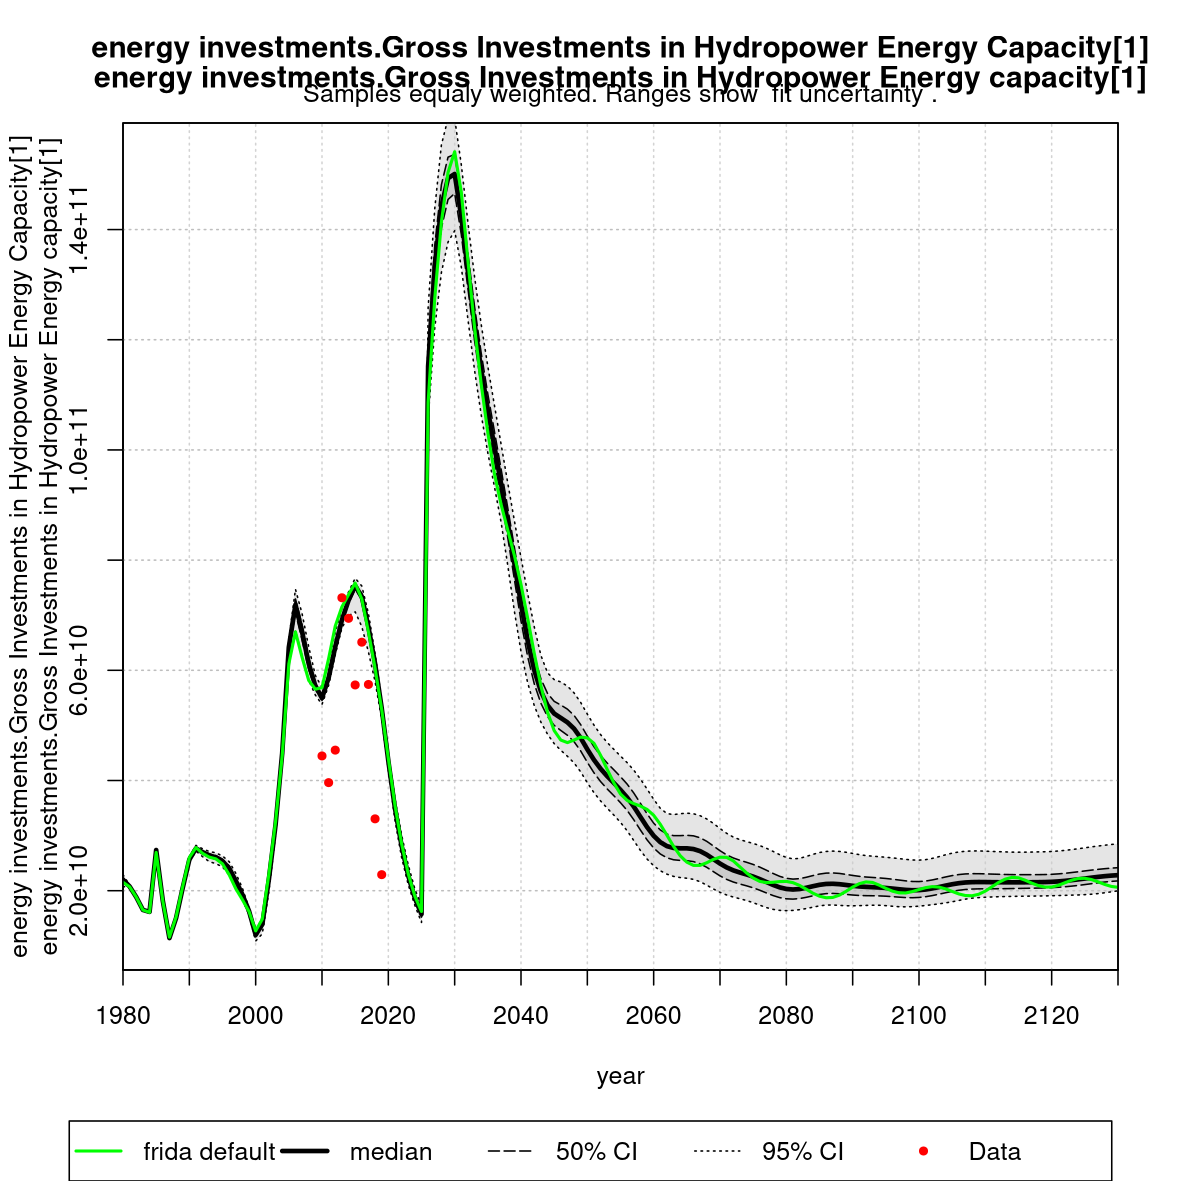 energy investments.Gross Investments in Hydropower Energy Capacity[1]
energy investments.Gross Investments in Hydropower Energy capacity[1]
Samples equaly weighted. Ranges show  fit uncertainty .
energy investments.Gross Investments in Hydropower Energy Capacity[1]
energy investments.Gross Investments in Hydropower Energy capacity[1]
1.4e+11
1.0e+11
6.0e+10
2.0e+10
1980 2000 2020 2040 2060 2080 2100 2120
year
frida default median 50% CI 95% CI Data